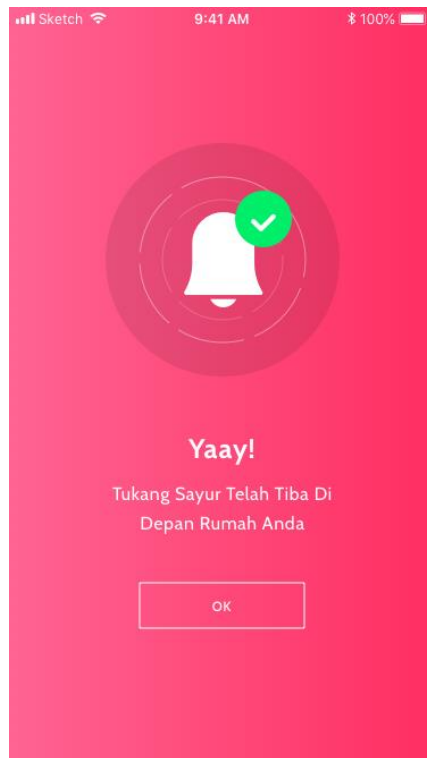 Sketch 9:41 AM 100%
Yaay!
Tukang Sayur Telah Tiba Di
Depan Rumah Anda
OK